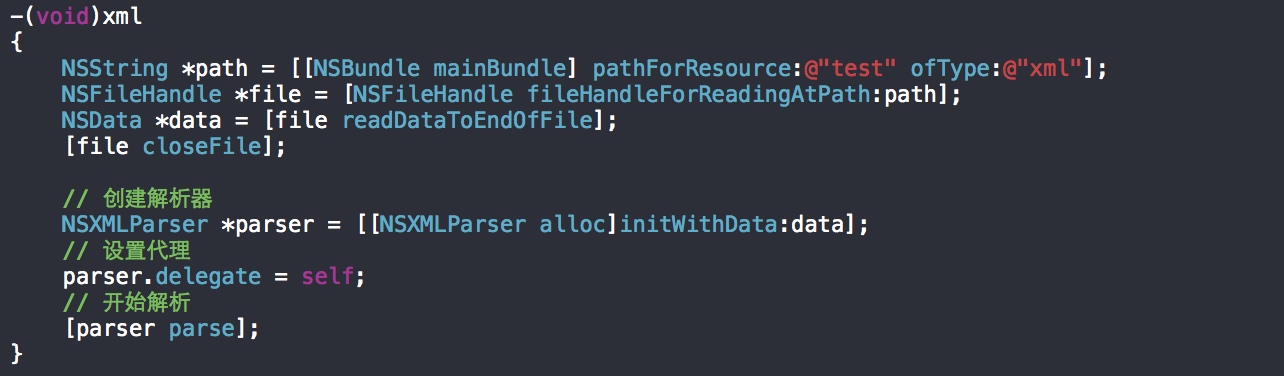 -(void)xml
{
    NSString *path = [[NSBundle mainBundle] pathForResource:@"test" ofType:@"xml"];
    NSFileHandle *file = [NSFileHandle fileHandleForReadingAtPath:path];
    NSData *data = [file readDataToEndOfFile];
    [file closeFile];

    // 创建解析器
    NSXMLParser *parser = [[NSXMLParser alloc]initWithData:data];
    // 设置代理
    parser.delegate = self;
    // 开始解析
    [parser parse];
}